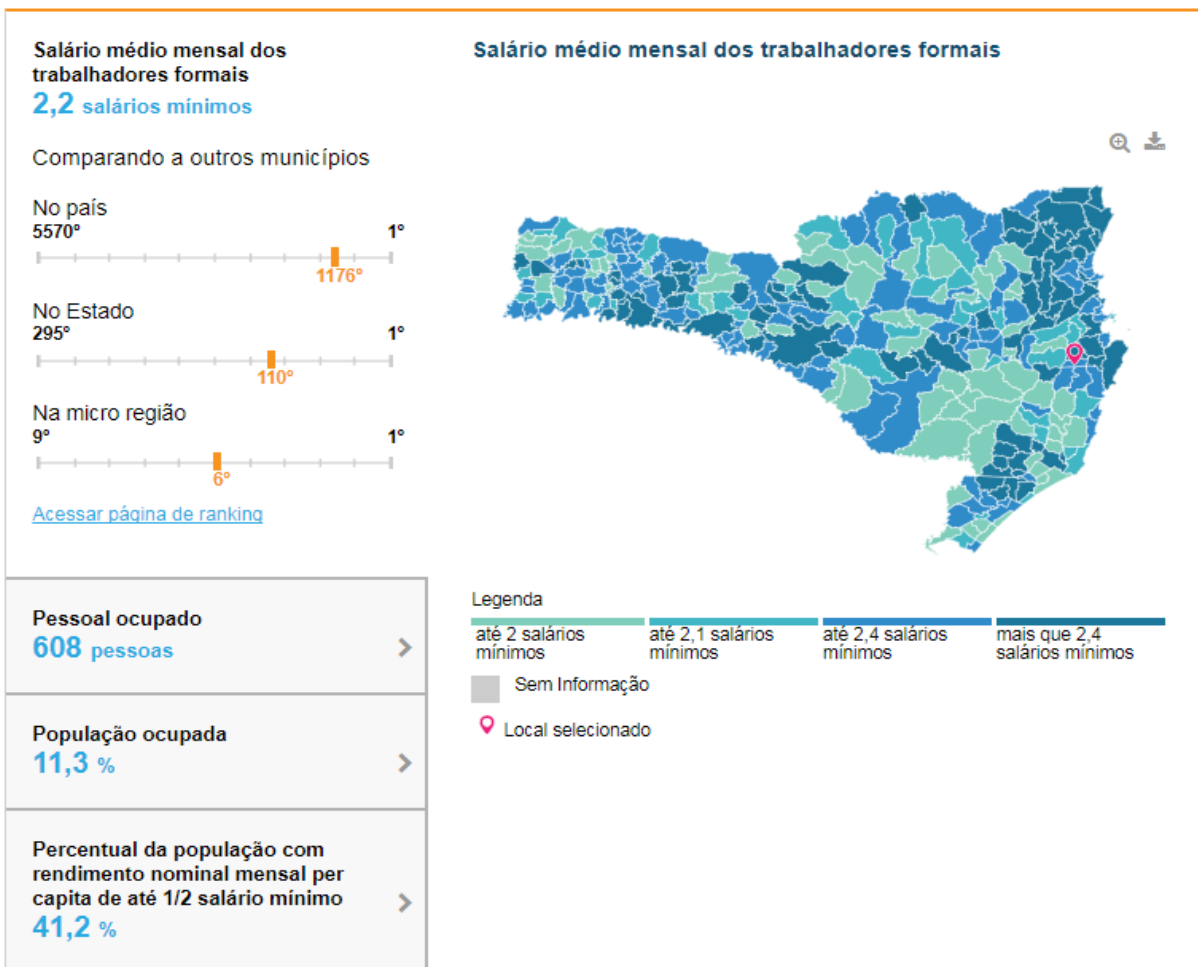 Salário médio mensal dos
trabalhadores formais
2,2 salários mínimos
Comparando a outros municípios
No país
5570º 1º
1176º
No Estado
295º 1º
110º
Na micro região
9º 1º
6º
Acessar página de ranking
Pessoal ocupado
608 pessoas
População ocupada
11,3 %
Percentual da população com
rendimento nominal mensal per
capita de até 1/2 salário mínimo
41,2 %
Salário médio mensal dos trabalhadores formais
Legenda
até 2 salários
mínimos
até 2,1 salários
mínimos
até 2,4 salários
mínimos
mais que 2,4
salários mínimos
Sem Informação
Local selecionado